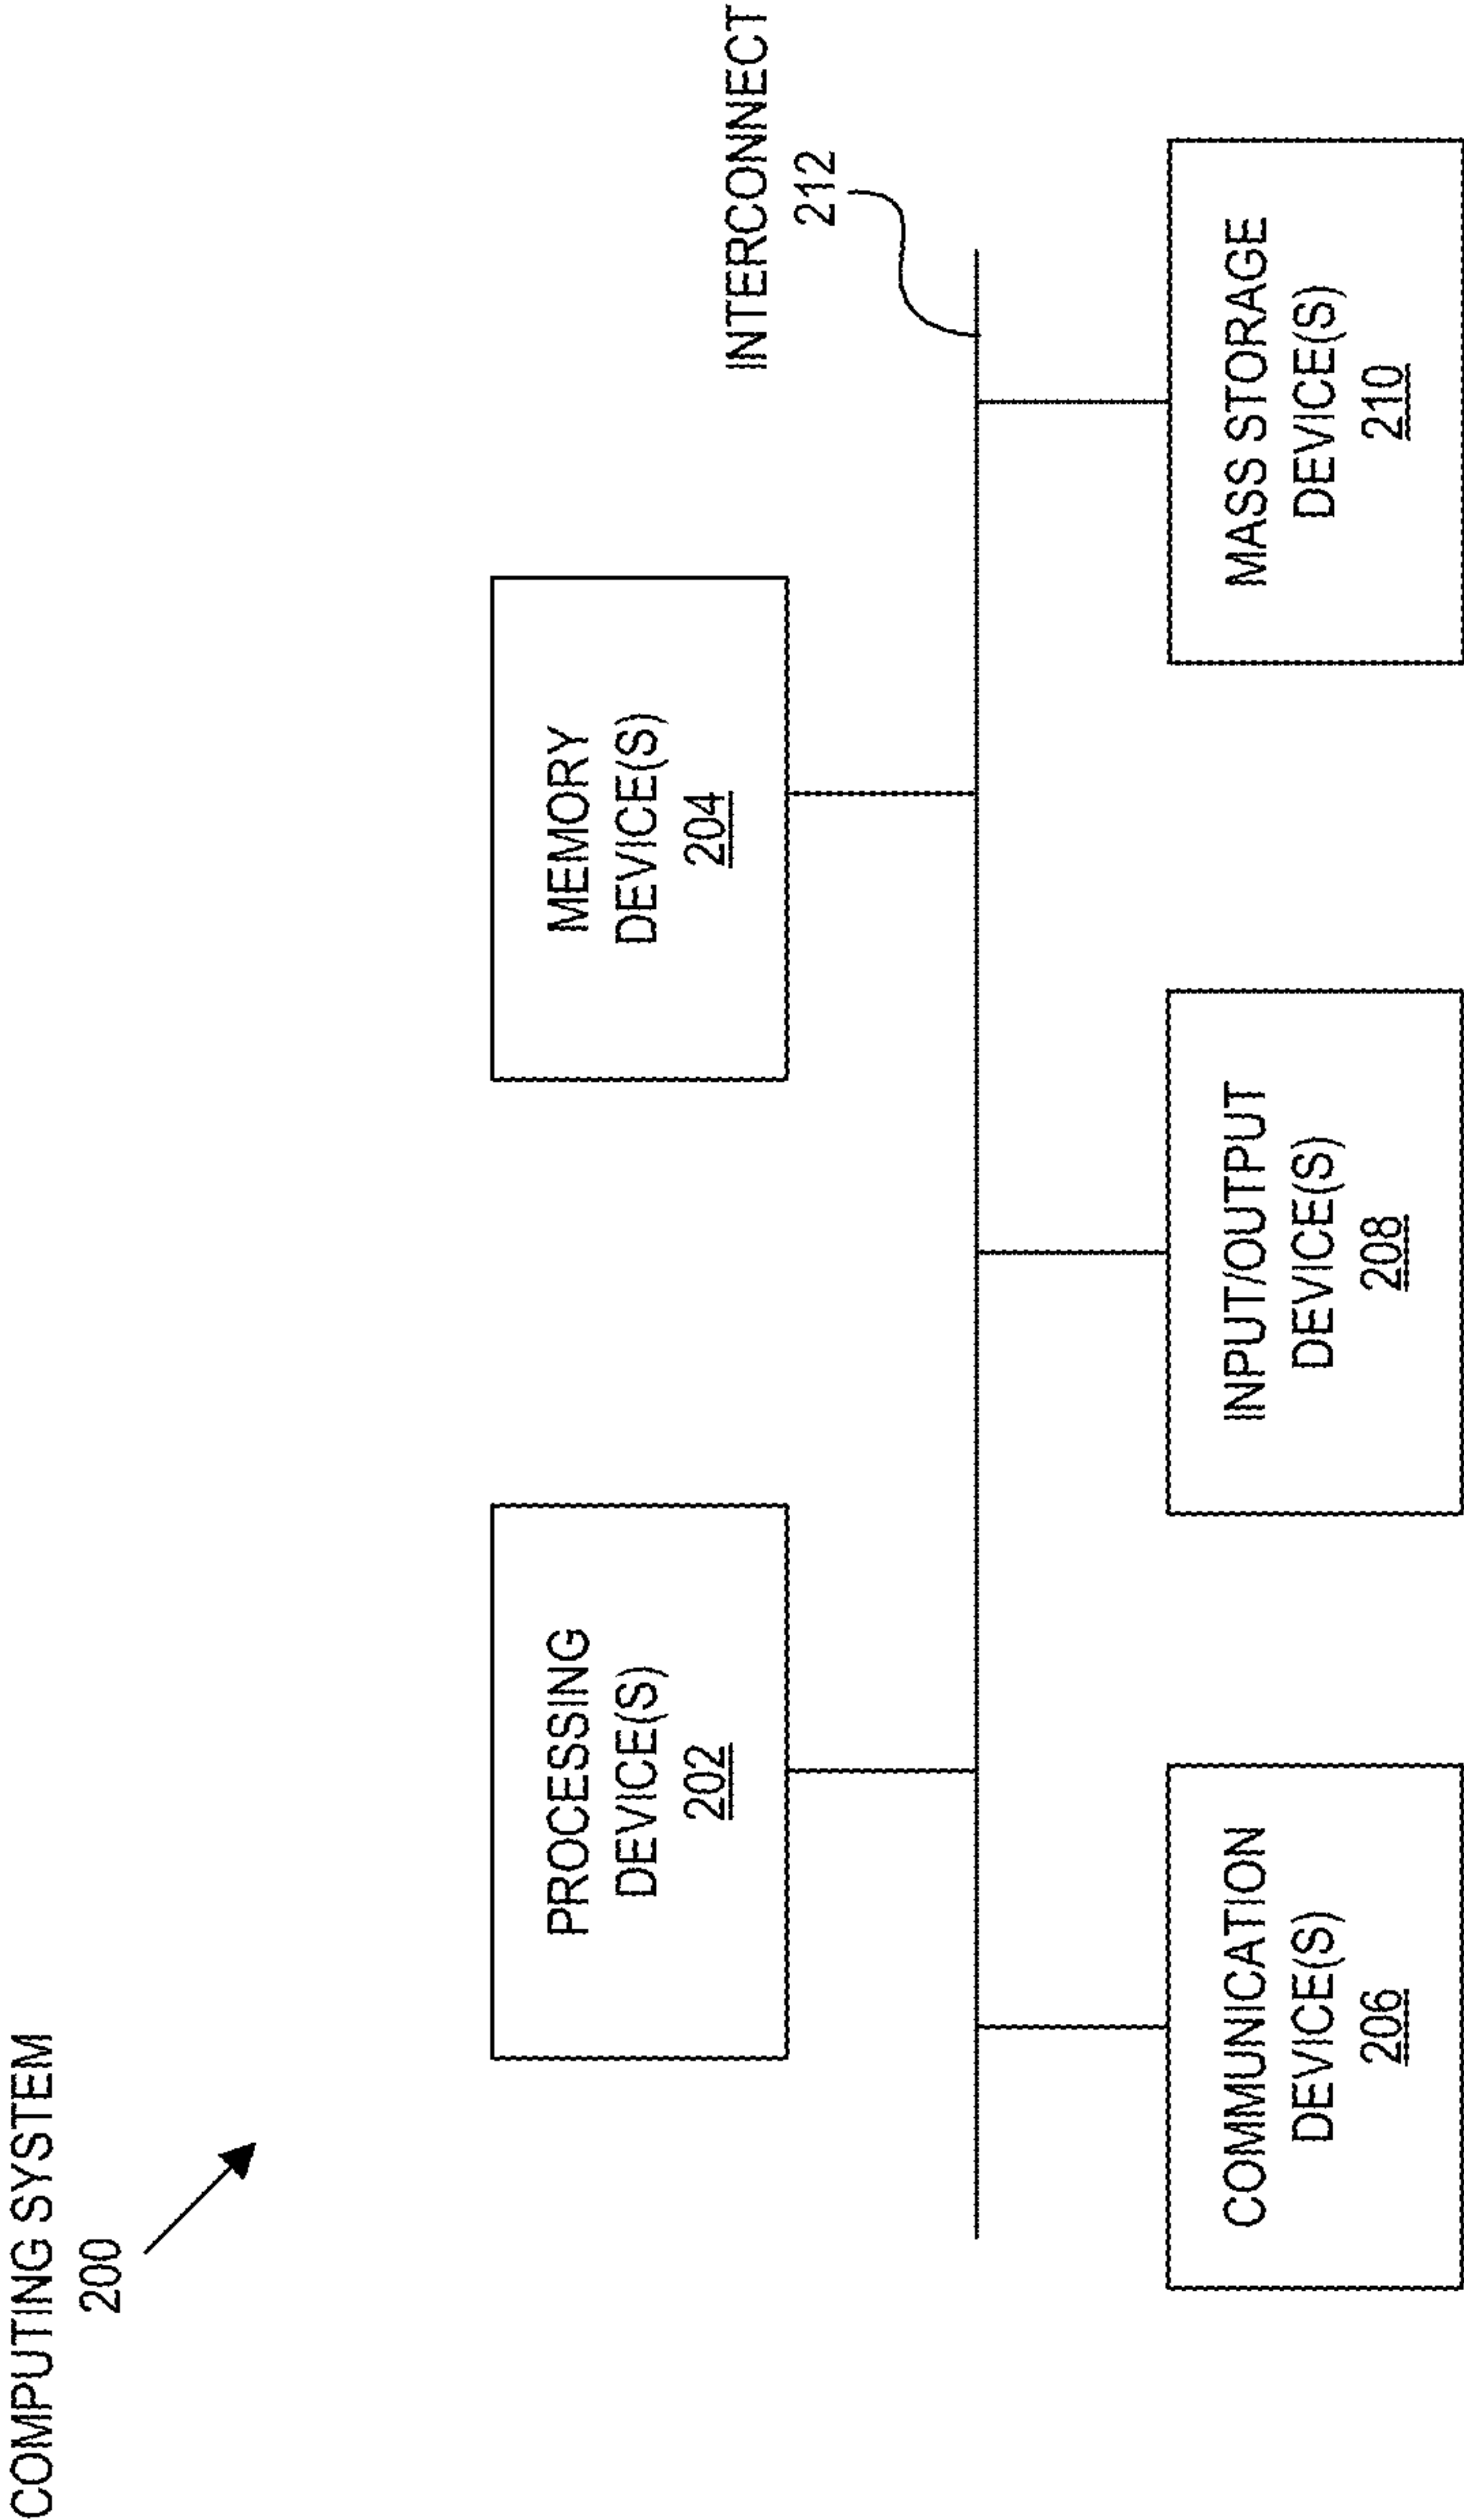 COMPUTING SYSTEM
200
PROCESSING
DEVICE(S)
202
MEMORY
DEVICE(S)
204
INTERCONNECT
212
COMMUNICATION
DEVICE(S)
206
INPUT/OUTPUT
DEVICE(S)
208
MASS STORAGE
DEVICE(S)
210